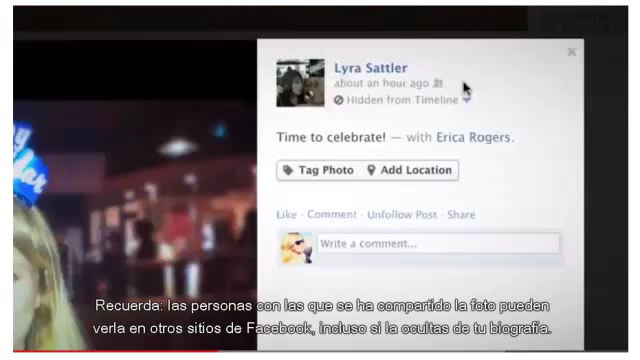 Lyra Sattler
about an hour ago
Hidden from Timeline
Time to celebrate! — with Erica Rogers.
Tag Photo Add Location
Like · Comment · Unfollow Post · Share
Write a comment...
Recuerda: las personas con las que se ha compartido la foto pueden
verla en otros sitios de Facebook, incluso si la ocultas de tu biografía.